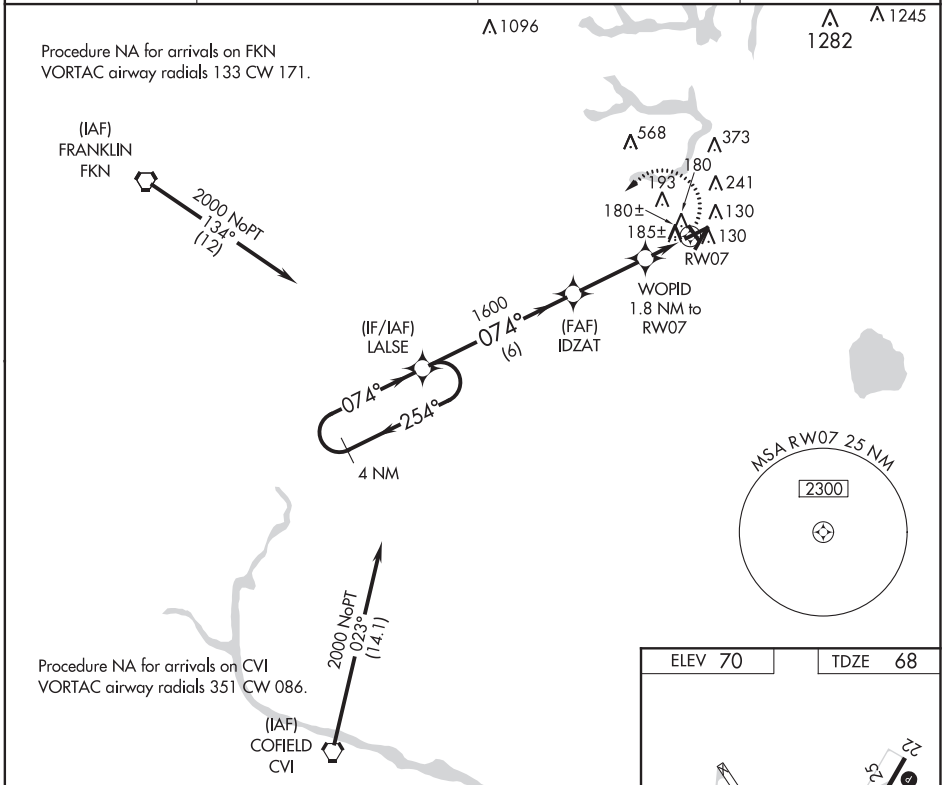 1096
1282
1245
Procedure NA for arrivals on FKN
VORTAC airway radials 133 CW 171.
(IAF)
FRANKLIN
FKN
2000 NoPT
134°
(12)
568
373
180
193
241
180±
130
185±
130
RW07
WOPID
1.8 NM to
RW07
1600
074°
(6)
(FAF)
IDZAT
(IF/IAF)
LALSE
074°
254°
4 NM
MSA RW07 25 NM
2300
2000 NoPT
023°
(14.1)
Procedure NA for arrivals on CVI
VORTAC airway radials 351 CW 086.
(IAF)
COFIELD
CVI
ELEV 70
TDZE 68
22
25
P